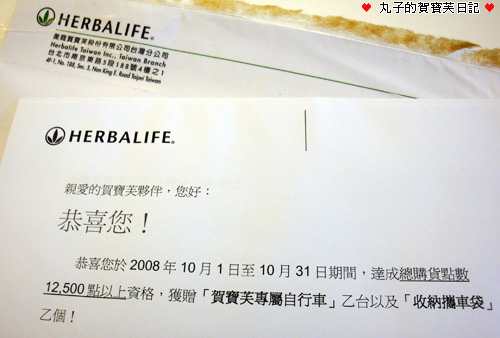 ♥ 丸子的賀寶芙日記 ♥
HERBALIFE.
美商賀寶芙股份有限公司台灣分公司
Herbalife Taiwan Inc., Taiwan Branch
台北市南京東路5段188號4樓之1
4F-1, No. 188, Sec. 5, Nan King E. Road Taipei Taiwan
HERBALIFE.
親愛的賀寶芙夥伴，您好：
恭喜您！
恭喜您於 2008 年 10 月 1 日至 10 月 31 日期間，達成總購貨點數
12,500 點以上資格，獲贈「賀寶芙專屬自行車」乙台以及「收納攜車袋」
乙個！